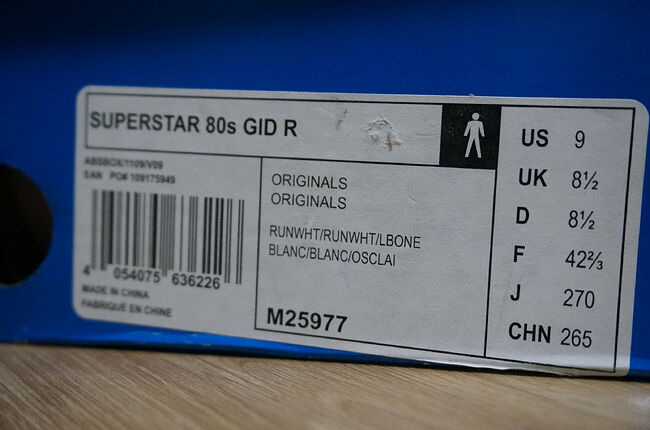 SUPERSTAR 80s GID R
ABSBOX/1109/V09
EAN PO# 109175949
4 054075 636226
MADE IN CHINA
FABRIQUÉ EN CHINE
ORIGINALS
ORIGINALS
RUNWHT/RUNWHT/LBONE
BLANC/BLANC/OSCLAI
M25977
US 9
UK 8½
D 8½
F 42⅔
J 270
CHN 265